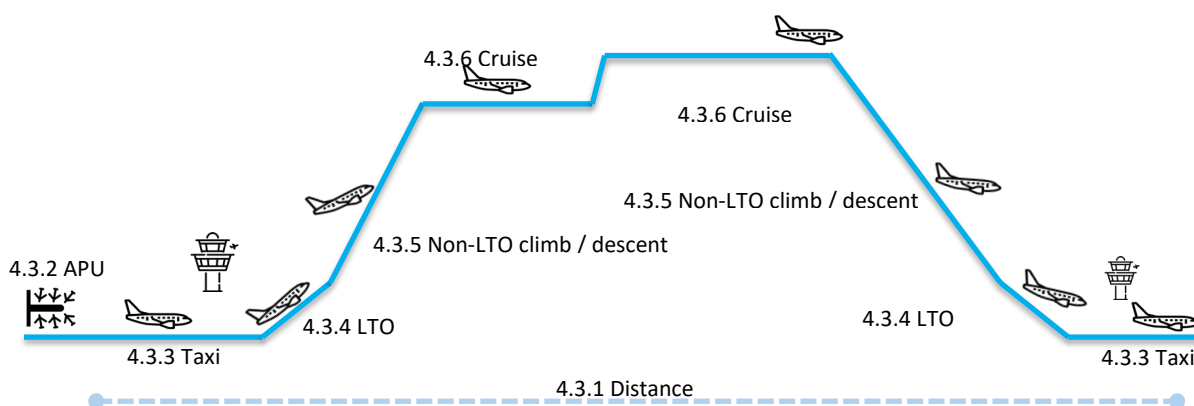 4.3.6 Cruise
4.3.6 Cruise
4.3.5 Non-LTO climb / descent
4.3.5 Non-LTO climb / descent
4.3.2 APU
4.3.4 LTO
4.3.4 LTO
4.3.3 Taxi
4.3.3 Taxi
4.3.1 Distance